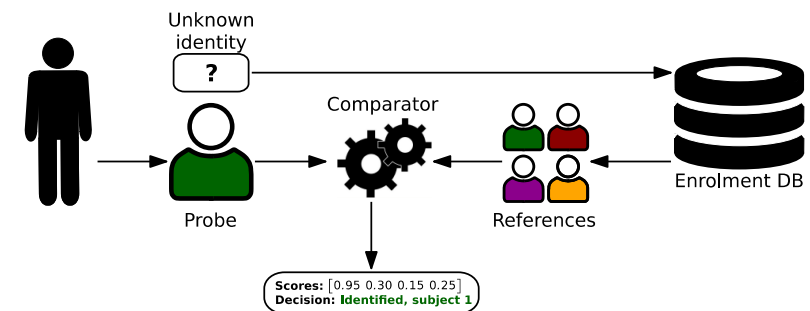 Unknown
identity
?
Comparator
Enrolment DB
Probe
References
Scores: [0.95 0.30 0.15 0.25]
Decision: Identified, subject 1